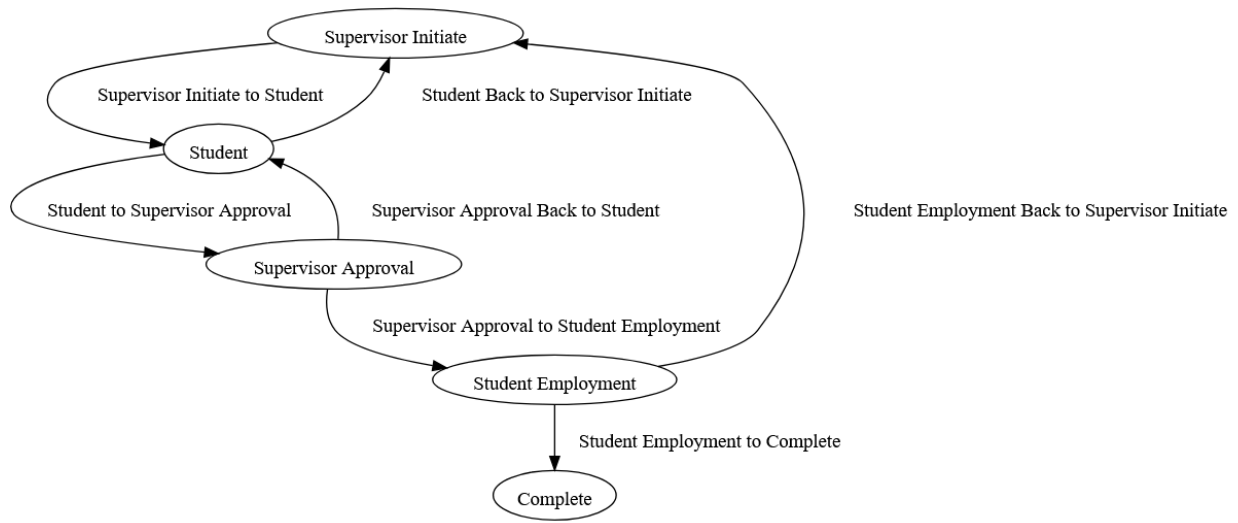 Supervisor Initiate
Supervisor Initiate to Student
Student Back to Supervisor Initiate
Student
Student to Supervisor Approval
Supervisor Approval Back to Student
Student Employment Back to Supervisor Initiate
Supervisor Approval
Supervisor Approval to Student Employment
Student Employment
Student Employment to Complete
Complete